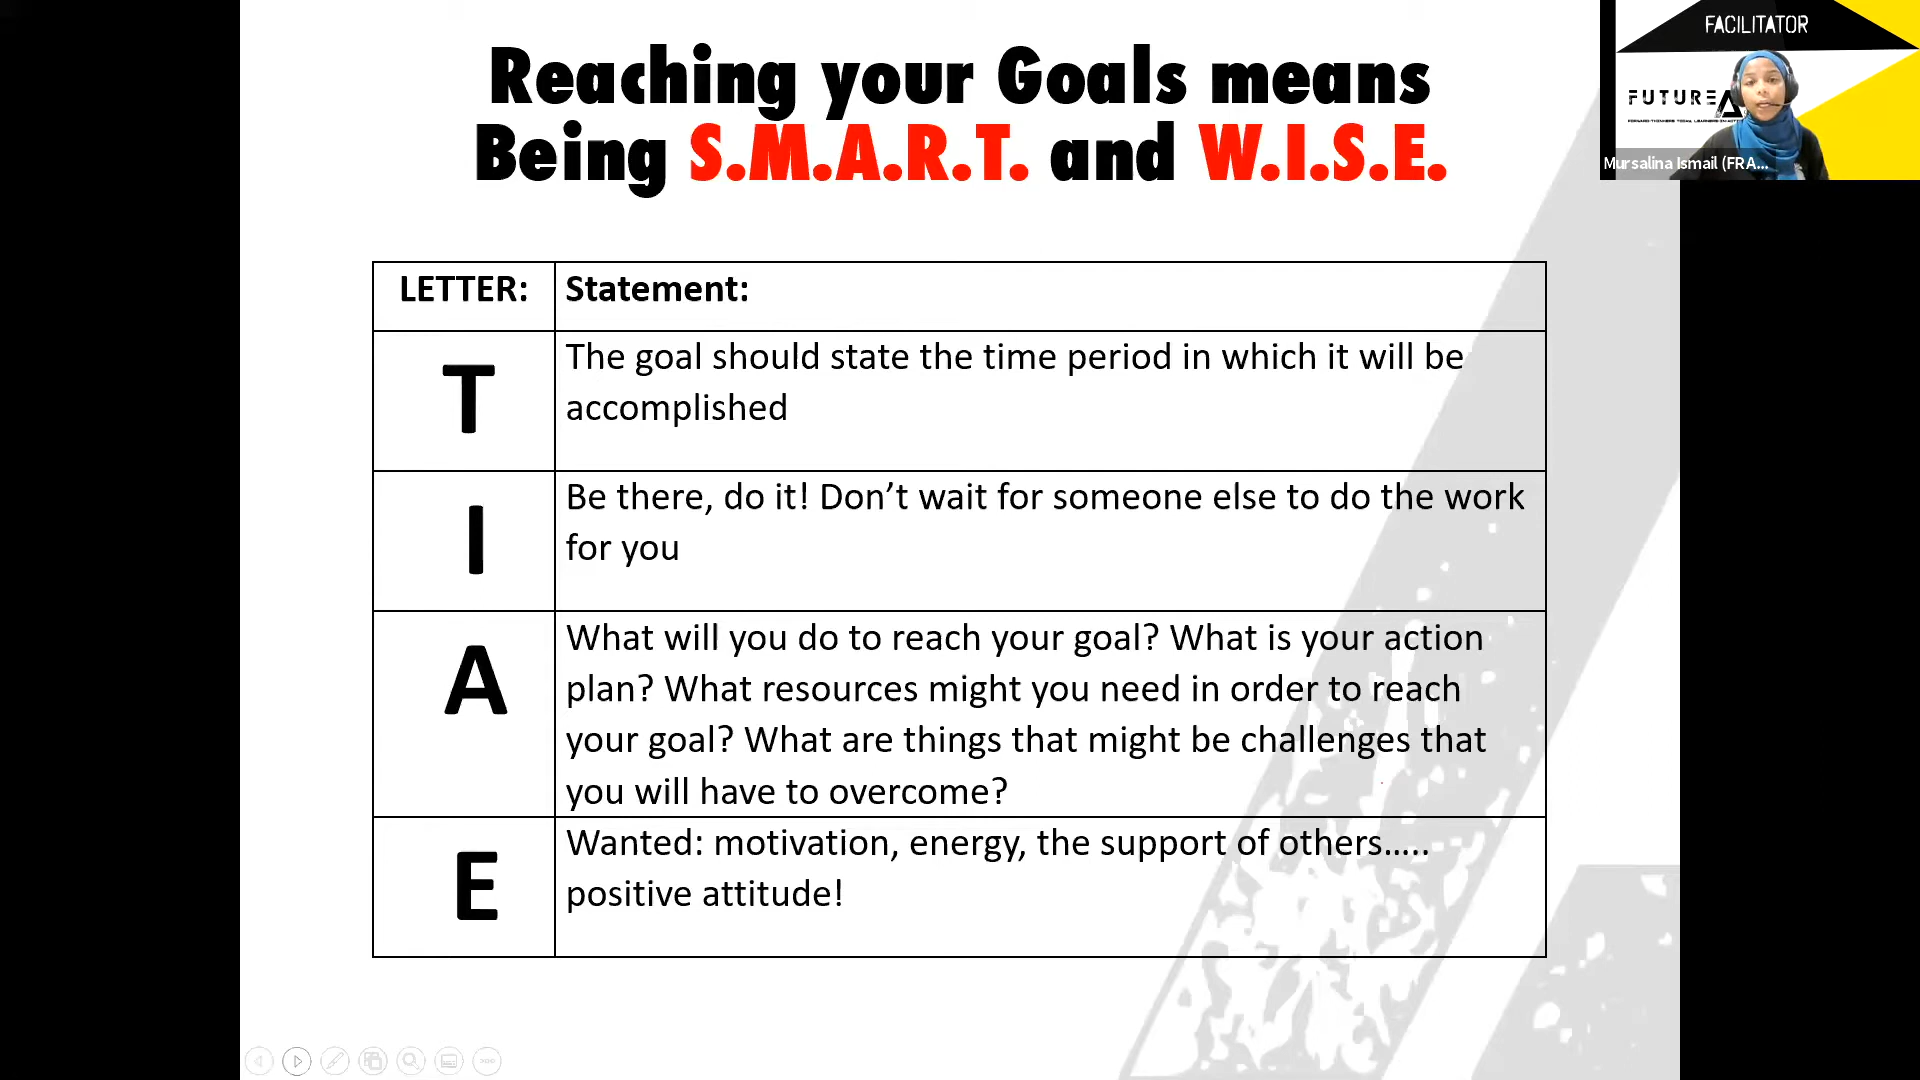 Reaching your Goals means
Being S.M.A.R.T. and W.I.S.E.
FACILITATOR
FUTURE
Mursalina Ismail (FRA...
LETTER:
Statement:
T
The goal should state the time period in which it will be
accomplished
I
Be there, do it! Don’t wait for someone else to do the work
for you
A
What will you do to reach your goal? What is your action
plan? What resources might you need in order to reach
your goal? What are things that might be challenges that
you will have to overcome?
E
Wanted: motivation, energy, the support of others.....
positive attitude!